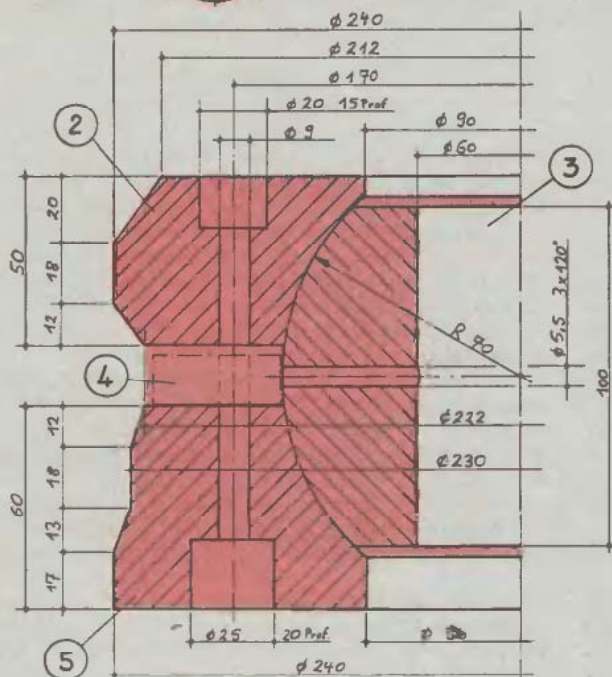 ø 240
ø 212
ø 170
ø 20 15 Prof
ø 9
ø 90
ø 60
2
3
50
20
18
12
R 70
ø 5,5 3x120°
100
4
ø 222
ø 230
60
12
18
13
17
ø 25 20 Prof.
ø
5
ø 240